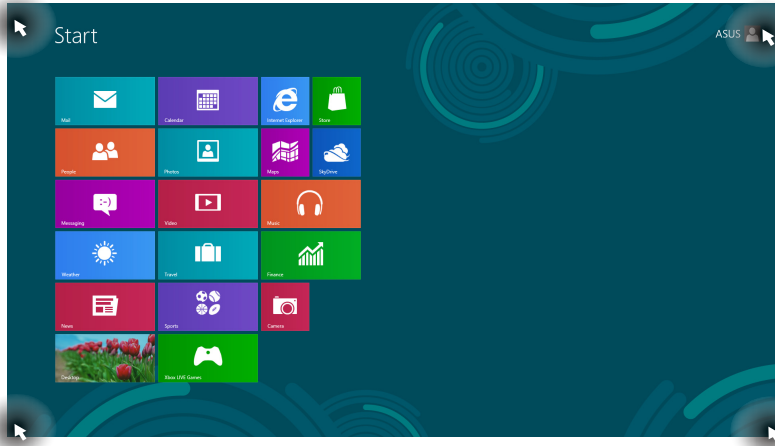 Start
ASUS
Mail
Calendar
Internet Explorer
Store
People
Photos
Maps
SkyDrive
:-)
Messaging
Video
Music
Weather
Travel
Finance
News
Sports
Camera
Desktop
Xbox LIVE Games